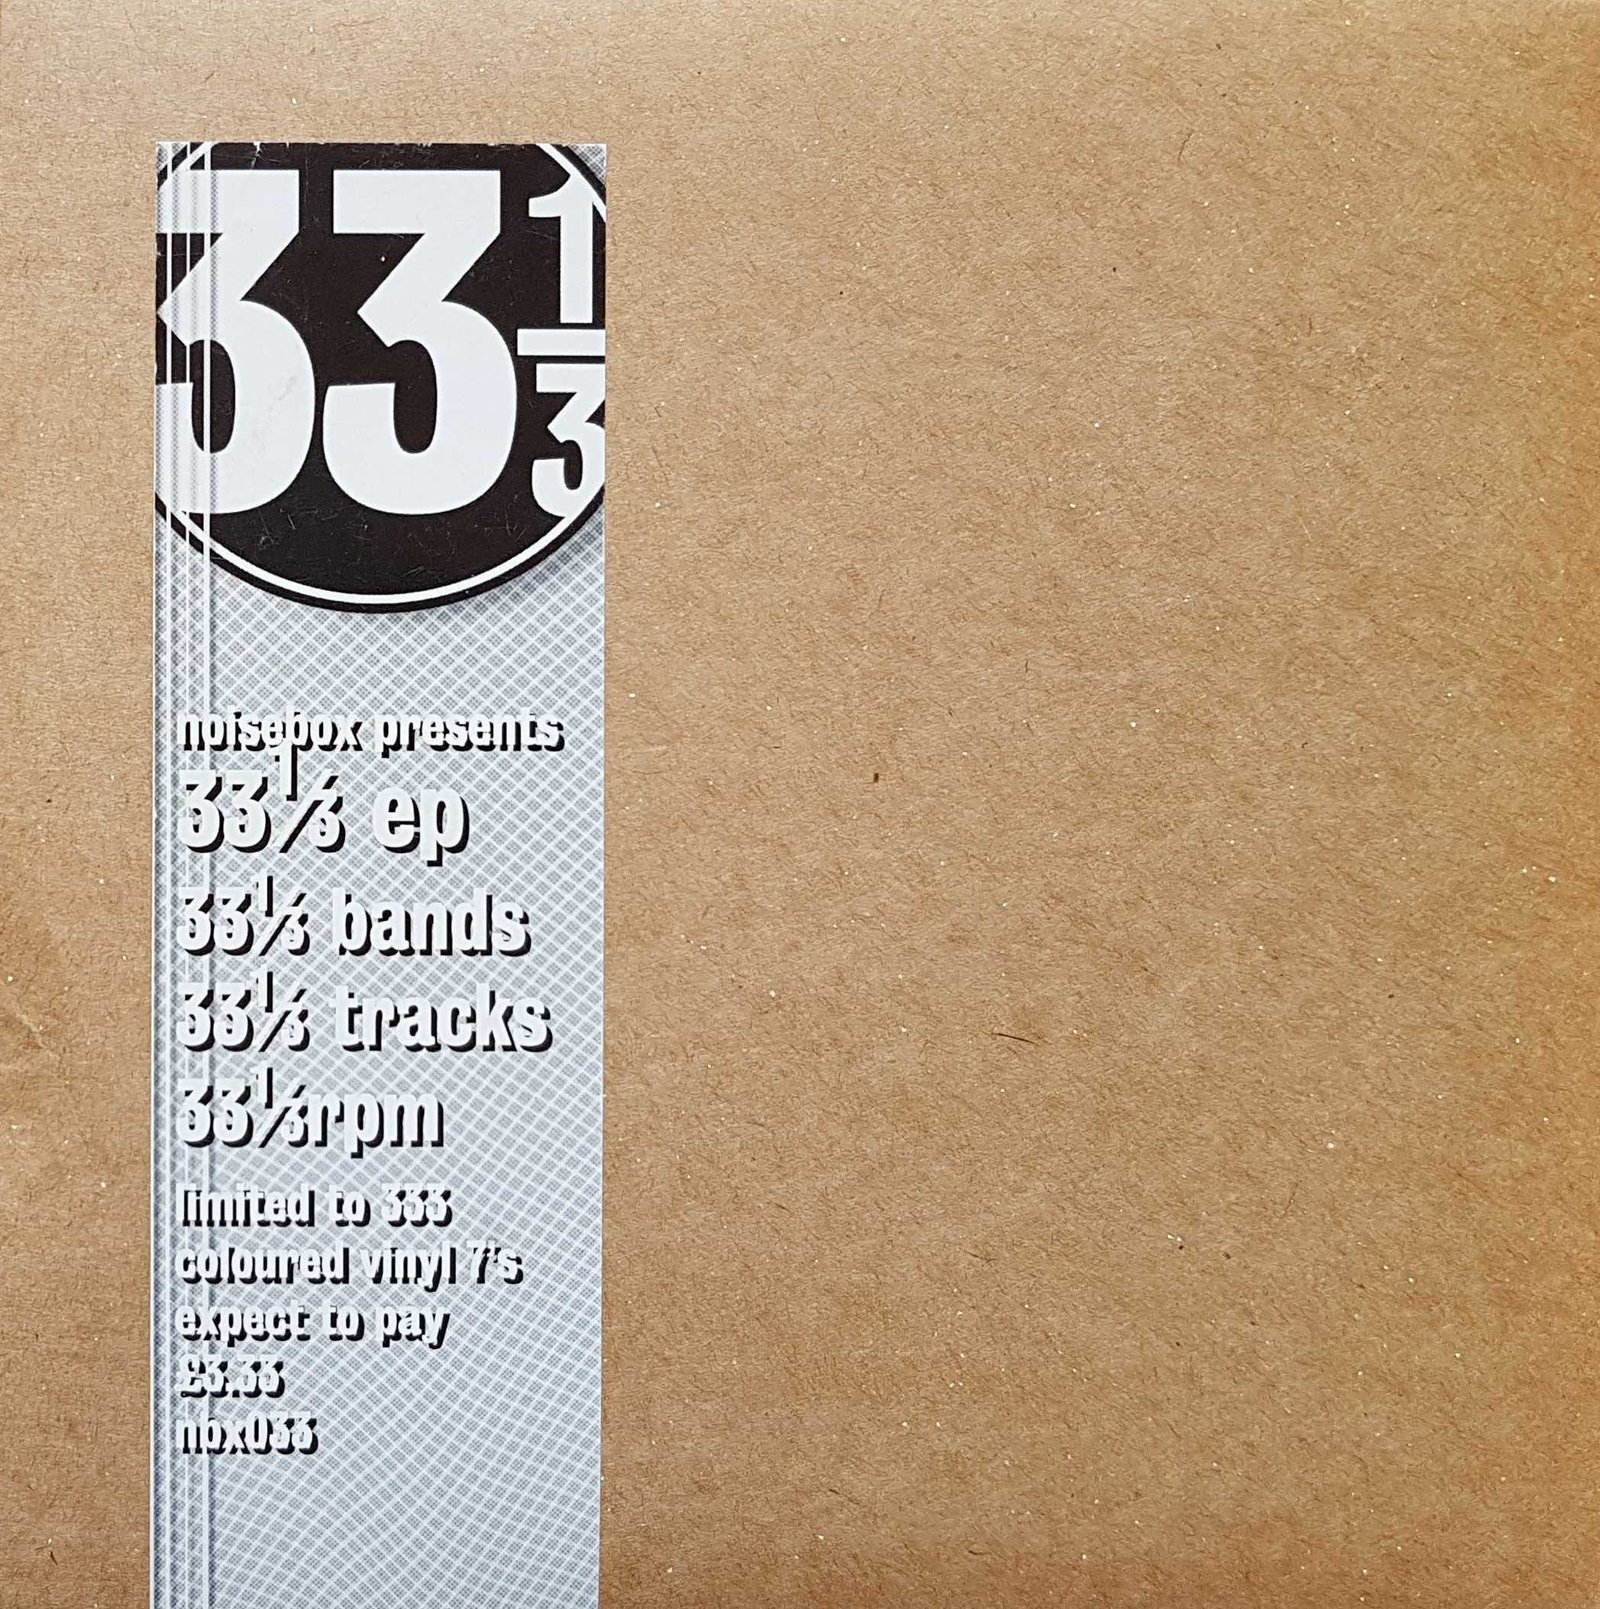 33 1/3
noisebox presents
33⅓ ep
33⅓ bands
33⅓ tracks
33⅓rpm
limited to 333
coloured vinyl 7's
expect to pay
£3.33
nbx033